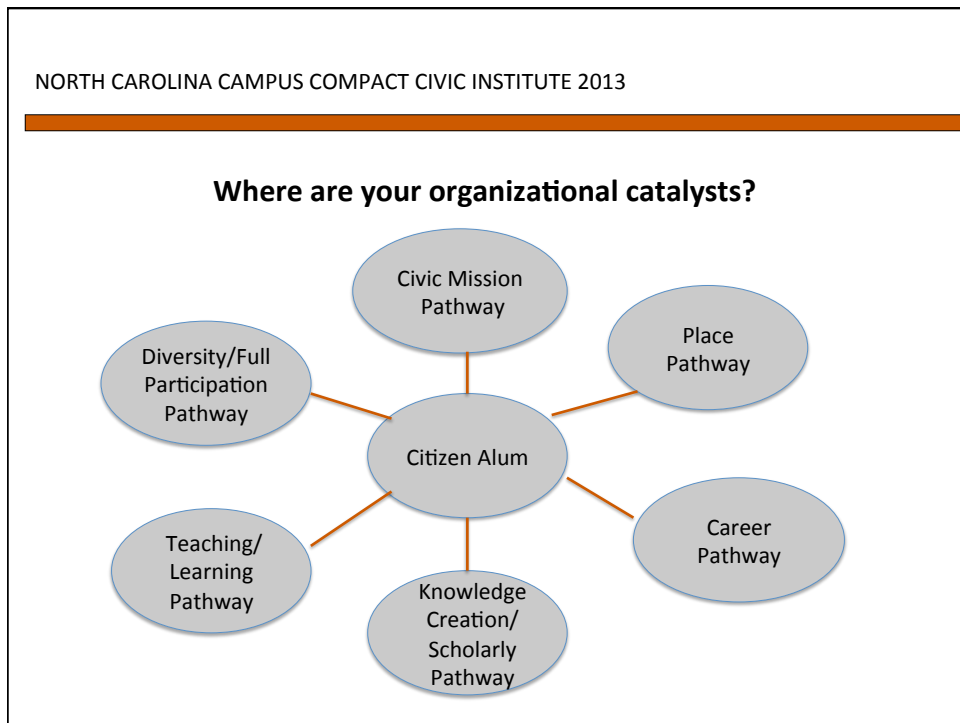 NORTH CAROLINA CAMPUS COMPACT CIVIC INSTITUTE 2013
Where are your organizational catalysts?
Civic Mission
Pathway
Place
Pathway
Diversity/Full
Participation
Pathway
Citizen Alum
Career
Pathway
Teaching/
Learning
Pathway
Knowledge
Creation/
Scholarly
Pathway